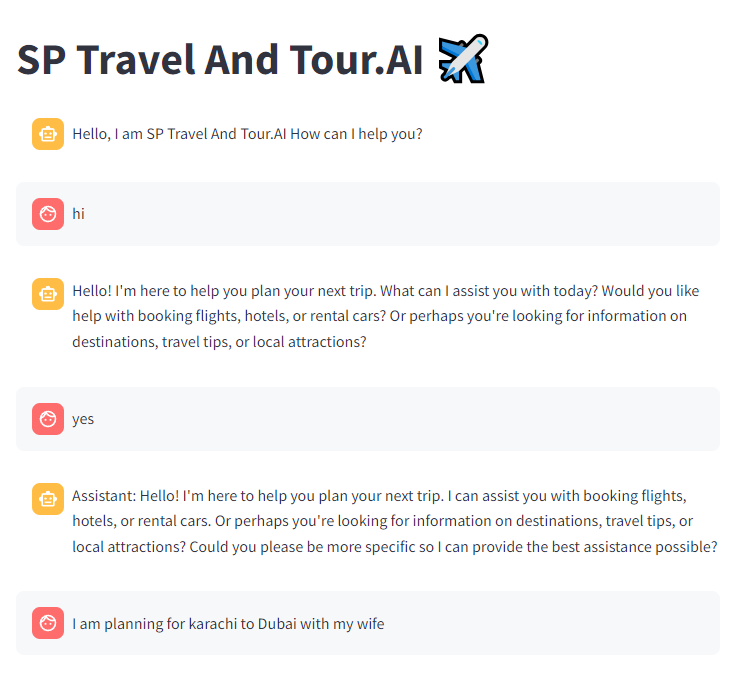 SP Travel And Tour.AI ✈️
Hello, I am SP Travel And Tour.AI How can I help you?
hi
Hello! I'm here to help you plan your next trip. What can I assist you with today? Would you like
help with booking flights, hotels, or rental cars? Or perhaps you're looking for information on
destinations, travel tips, or local attractions?
yes
Assistant: Hello! I'm here to help you plan your next trip. I can assist you with booking flights,
hotels, or rental cars. Or perhaps you're looking for information on destinations, travel tips, or
local attractions? Could you please be more specific so I can provide the best assistance possible?
I am planning for karachi to Dubai with my wife